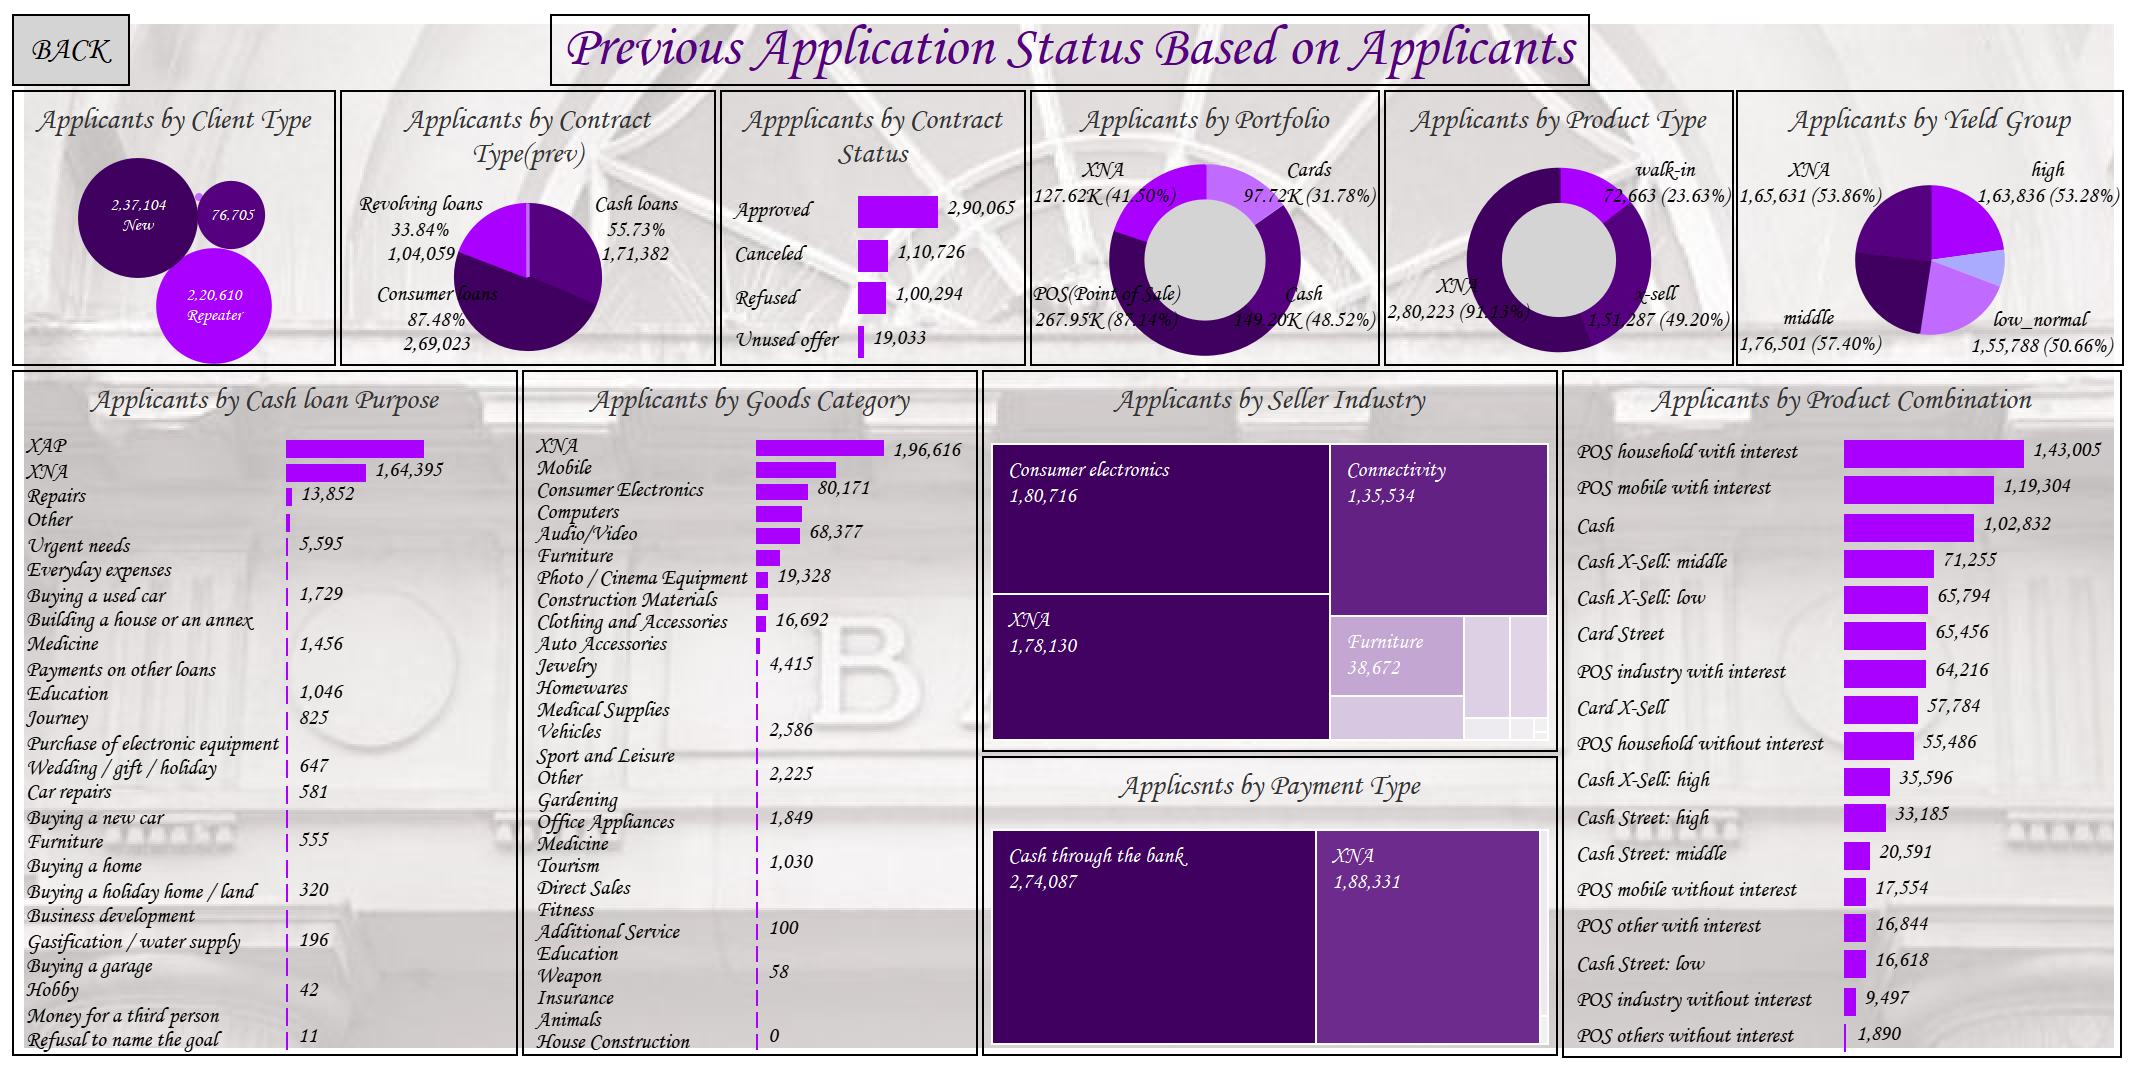 BACK
Previous Application Status Based on Applicants
Applicants by Client Type
2,37,104
New
76,705
2,20,610
Repeater
Applicants by Contract
Type(prev)
Revolving loans
33.84%
1,04,059
Cash loans
55.73%
1,71,382
Consumer loans
87.48%
2,69,023
Appplicants by Contract
Status
Approved 2,90,065
Canceled 1,10,726
Refused 1,00,294
Unused offer 19,033
Applicants by Portfolio
XNA
127.62K (41.50%)
Cards
97.72K (31.78%)
POS(Point of Sale)
267.95K (87.14%)
Cash
149.20K (48.52%)
Applicants by Product Type
walk-in
72,663 (23.63%)
XNA
2,80,223 (91.13%)
x-sell
1,51,287 (49.20%)
Applicants by Yield Group
XNA
1,65,631 (53.86%)
high
1,63,836 (53.28%)
middle
1,76,501 (57.40%)
low_normal
1,55,788 (50.66%)
Applicants by Cash loan Purpose
XAP
XNA 1,64,395
Repairs 13,852
Other
Urgent needs 5,595
Everyday expenses
Buying a used car 1,729
Building a house or an annex
Medicine 1,456
Payments on other loans
Education 1,046
Journey 825
Purchase of electronic equipment
Wedding / gift / holiday 647
Car repairs 581
Buying a new car
Furniture 555
Buying a home
Buying a holiday home / land 320
Business development
Gasification / water supply 196
Buying a garage
Hobby 42
Money for a third person
Refusal to name the goal 11
Applicants by Goods Category
XNA 1,96,616
Mobile
Consumer Electronics 80,171
Computers
Audio/Video 68,377
Furniture
Photo / Cinema Equipment 19,328
Construction Materials
Clothing and Accessories 16,692
Auto Accessories
Jewelry 4,415
Homewares
Medical Supplies
Vehicles 2,586
Sport and Leisure
Other 2,225
Gardening
Office Appliances 1,849
Medicine
Tourism 1,030
Direct Sales
Fitness
Additional Service 100
Education
Weapon 58
Insurance
Animals
House Construction 0
Applicants by Seller Industry
Consumer electronics
1,80,716
Connectivity
1,35,534
XNA
1,78,130
Furniture
38,672
Applicsnts by Payment Type
Cash through the bank
2,74,087
XNA
1,88,331
Applicants by Product Combination
POS household with interest 1,43,005
POS mobile with interest 1,19,304
Cash 1,02,832
Cash X-Sell: middle 71,255
Cash X-Sell: low 65,794
Card Street 65,456
POS industry with interest 64,216
Card X-Sell 57,784
POS household without interest 55,486
Cash X-Sell: high 35,596
Cash Street: high 33,185
Cash Street: middle 20,591
POS mobile without interest 17,554
POS other with interest 16,844
Cash Street: low 16,618
POS industry without interest 9,497
POS others without interest 1,890